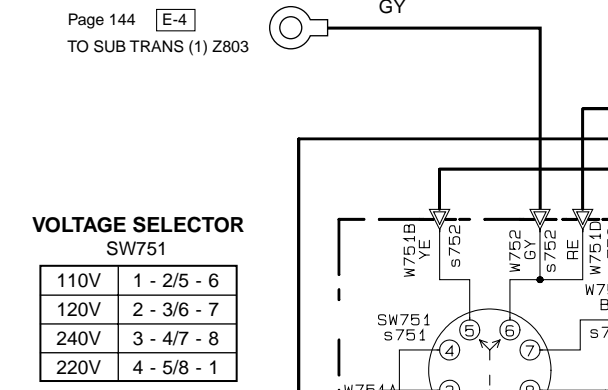 GY
Page 144 E-4
TO SUB TRANS (1) Z803
VOLTAGE SELECTOR
SW751
110V 1 - 2/5 - 6
120V 2 - 3/6 - 7
240V 3 - 4/7 - 8
220V 4 - 5/8 - 1
W751B
YE
s752
W752
GY
s752
RE
W751D
SW751
s751
5
6
4
7